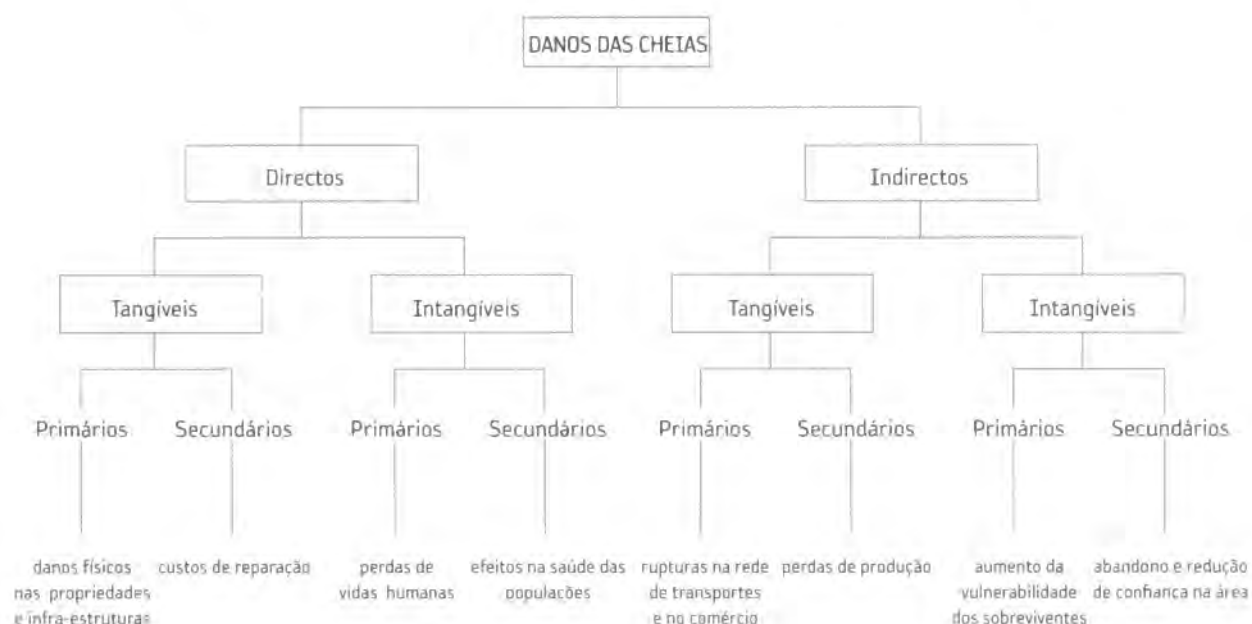 DANOS DAS CHEIAS
Directos
Indirectos
Tangíveis
Intangíveis
Tangíveis
Intangíveis
Primários
Secundários
Primários
Secundários
Primários
Secundários
Primários
Secundários
danos físicos
nas propriedades
e infra-estruturas
custos de reparação
perdas de
vidas humanas
efeitos na saúde das
populações
rupturas na rede
de transportes
e no comércio
perdas de produção
aumento da
vulnerabilidade
dos sobreviventes
abandono e redução
de confiança na área